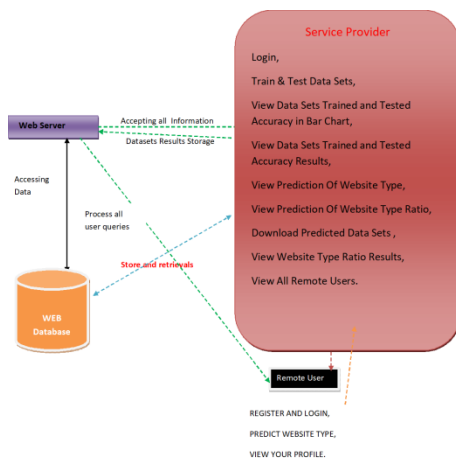 Service Provider
Login,
Train & Test Data Sets,
View Data Sets Trained and Tested
Accuracy in Bar Chart,
View Data Sets Trained and Tested
Accuracy Results,
View Prediction Of Website Type,
View Prediction Of Website Type Ratio,
Download Predicted Data Sets ,
View Website Type Ratio Results,
View All Remote Users.
Web Server
Accepting all Information
Datasets Results Storage
Accessing
Data
Process all
user queries
Store and retrievals
WEB
Database
Remote User
REGISTER AND LOGIN,
PREDICT WEBSITE TYPE,
VIEW YOUR PROFILE.